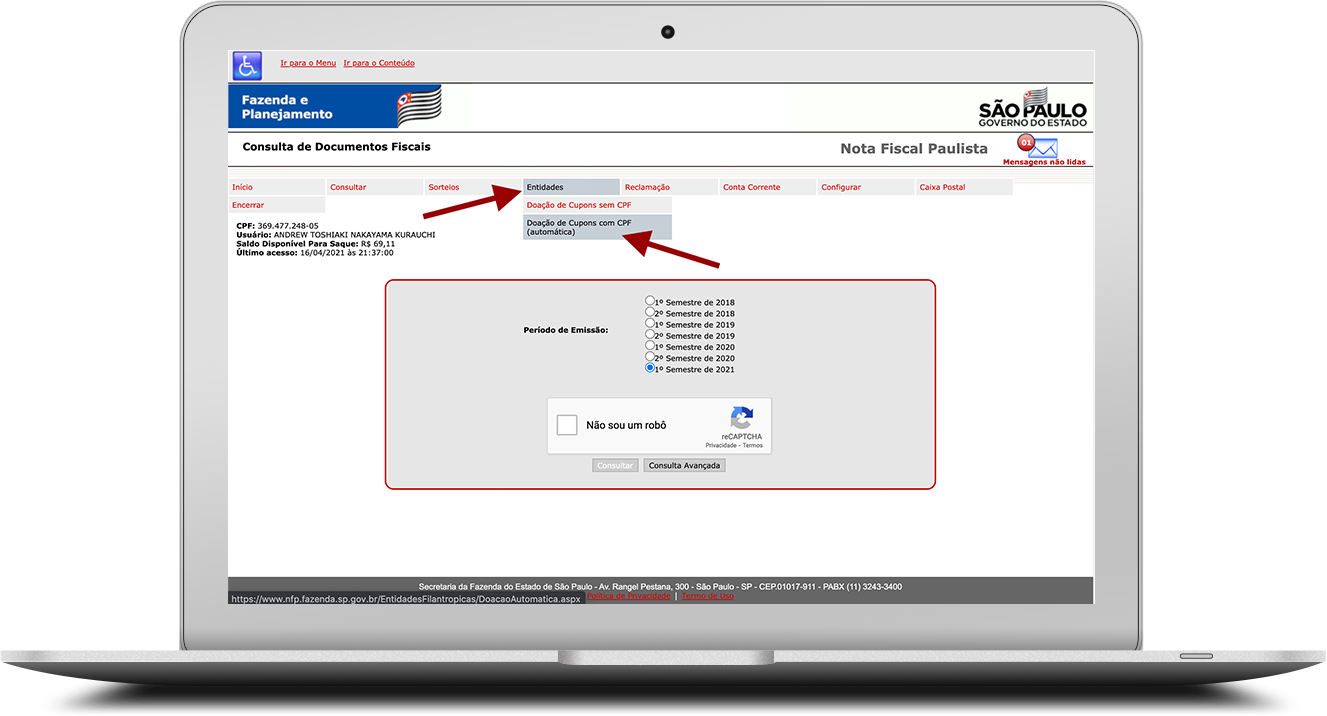 Ir para o Menu Ir para o Conteúdo
Fazenda e
Planejamento
SÃO PAULO
GOVERNO DO ESTADO
Consulta de Documentos Fiscais
Nota Fiscal Paulista
01
Mensagens não lidas
Início Consultar Sorteios Entidades Reclamação Conta Corrente Configurar Caixa Postal
Encerrar
Doação de Cupons sem CPF
Doação de Cupons com CPF
(automática)
CPF: 369.477.248-05
Usuário: ANDREW TOSHIAKI NAKAYAMA KURAUCHI
Saldo Disponível Para Saque: R$ 69,11
Último acesso: 16/04/2021 às 21:37:00
Período de Emissão:
1º Semestre de 2018
2º Semestre de 2018
1º Semestre de 2019
2º Semestre de 2019
1º Semestre de 2020
2º Semestre de 2020
1º Semestre de 2021
Não sou um robô
reCAPTCHA
Privacidade - Termos
Consultar Consulta Avançada
Secretaria da Fazenda do Estado de São Paulo - Av. Rangel Pestana, 300 - São Paulo - SP - CEP.01017-911 - PABX (11) 3243-3400
https://www.nfp.fazenda.sp.gov.br/EntidadesFilantropicas/DoacaoAutomatica.aspx Política de Privacidade | Termo de Uso